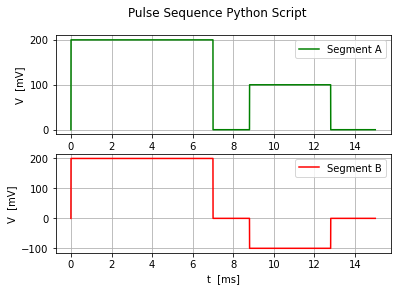 Pulse Sequence Python Script
200
100
0
V [mV]
Segment A
0 2 4 6 8 10 12 14
200
100
0
−100
V [mV]
Segment B
0 2 4 6 8 10 12 14
t [ms]